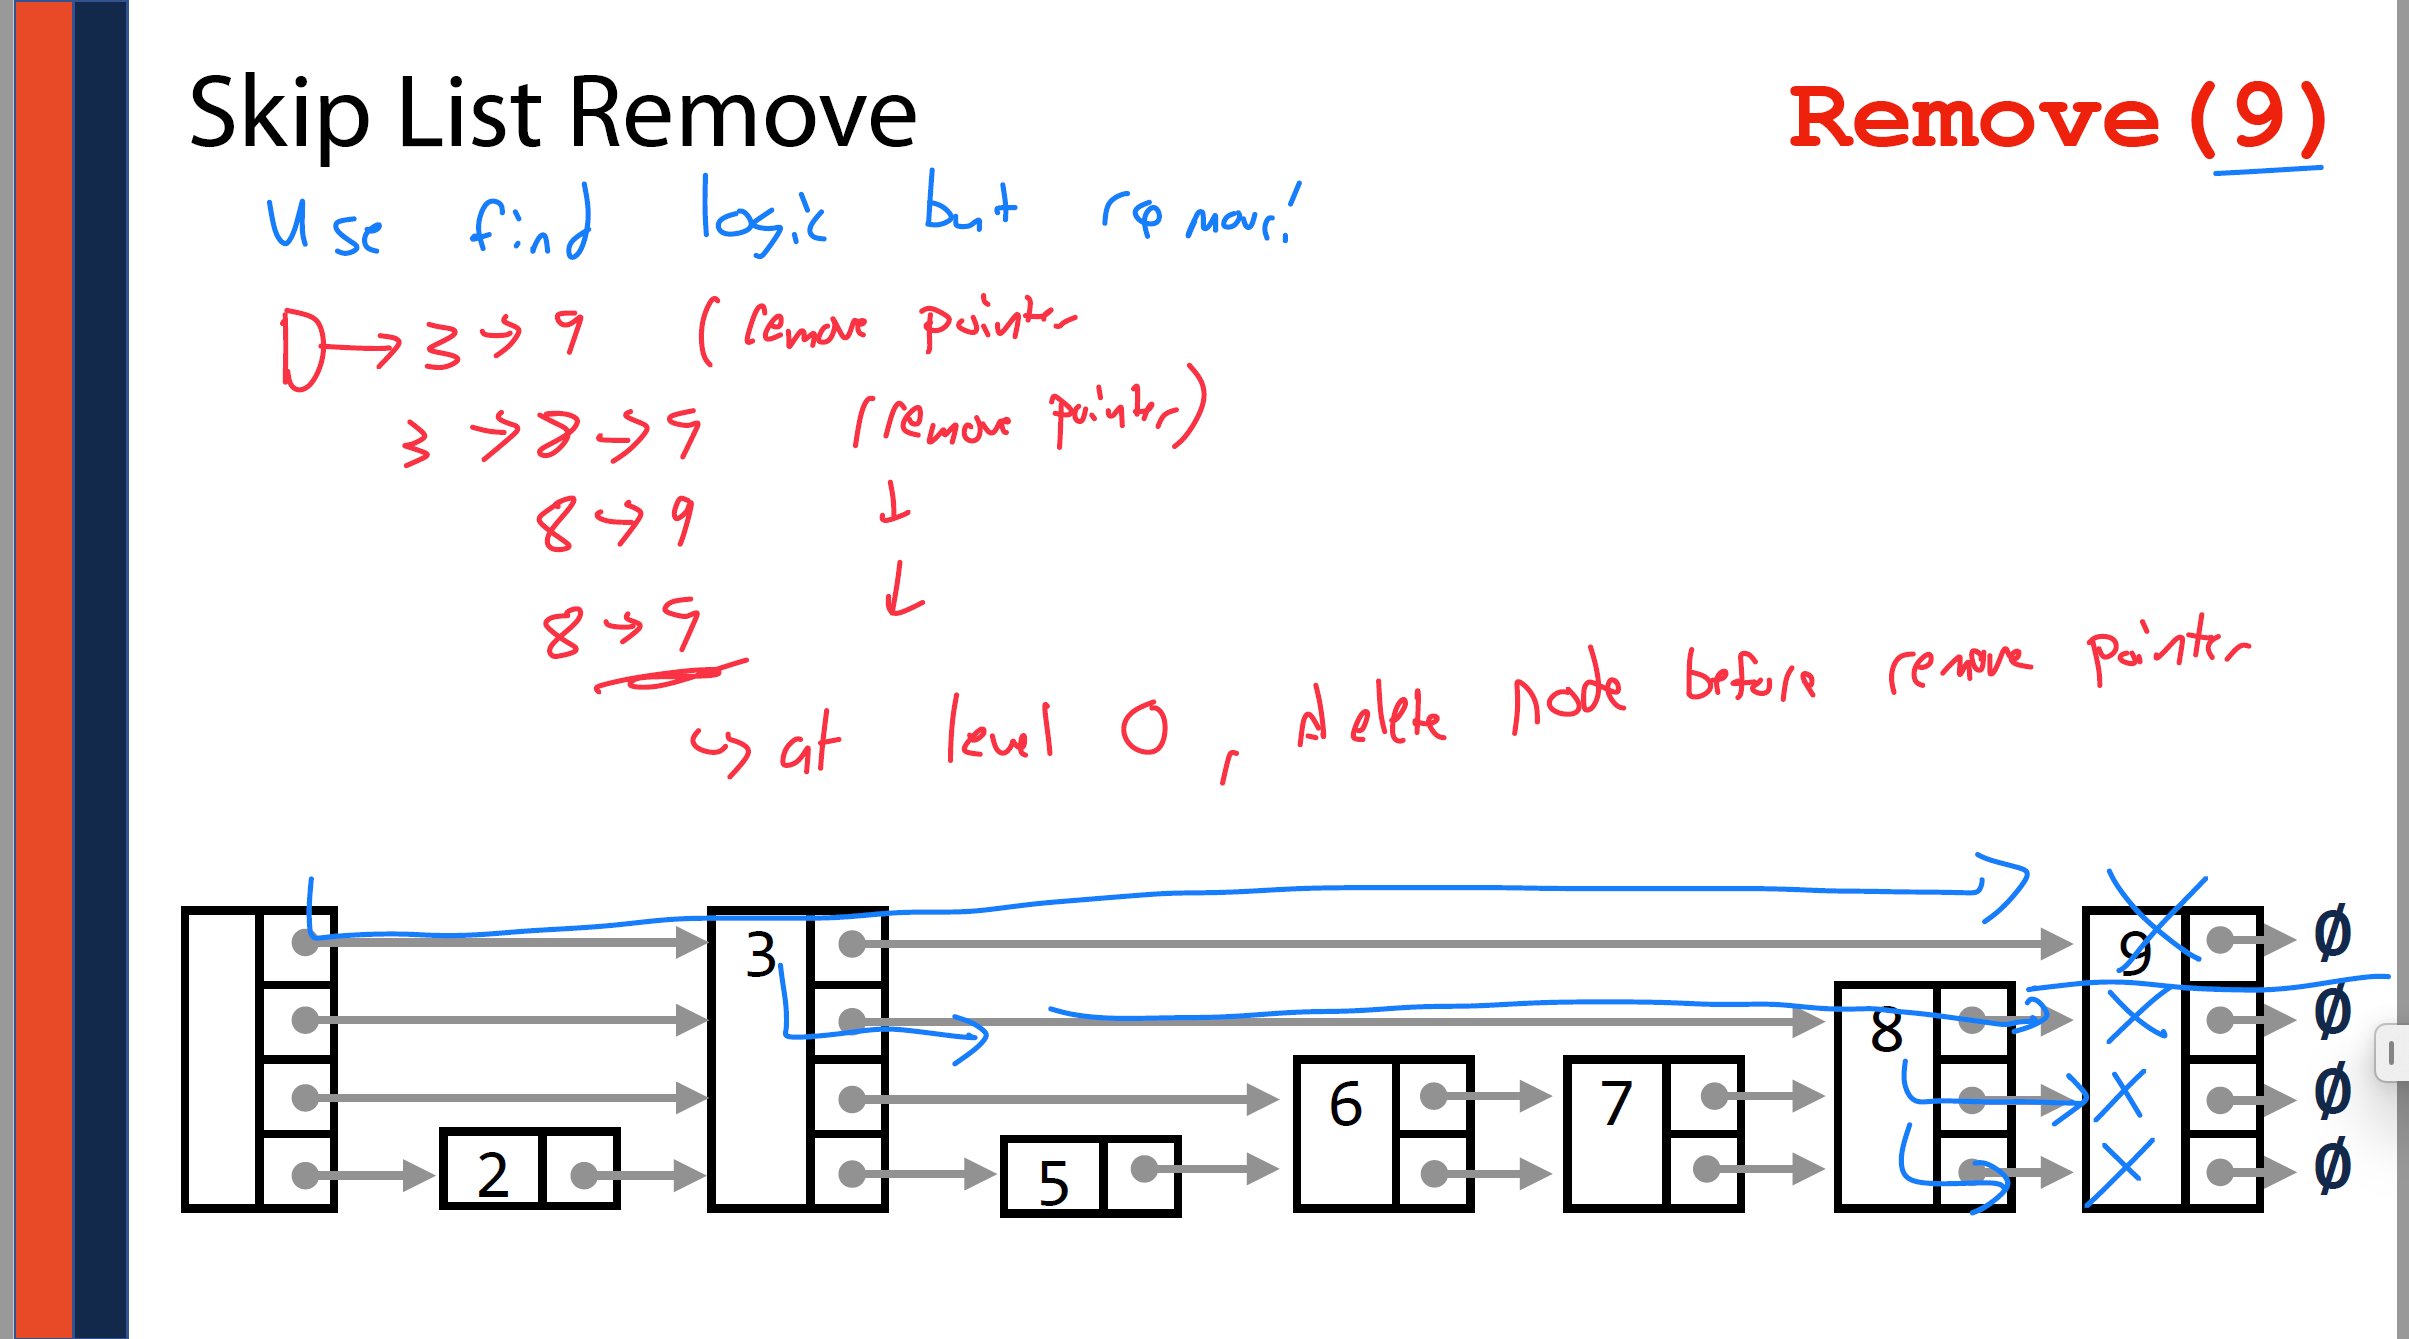 Skip List Remove
Remove(9)
Use find logic but remove!
D → 3 → 9 (remove pointer
3 → 8 → 9 (remove pointer)
8 → 9 ↓
8 → 9 ↓
↪ at level 0, delete node before remove pointer
3 9 Ø
8 Ø
6 7 Ø
2 5 Ø